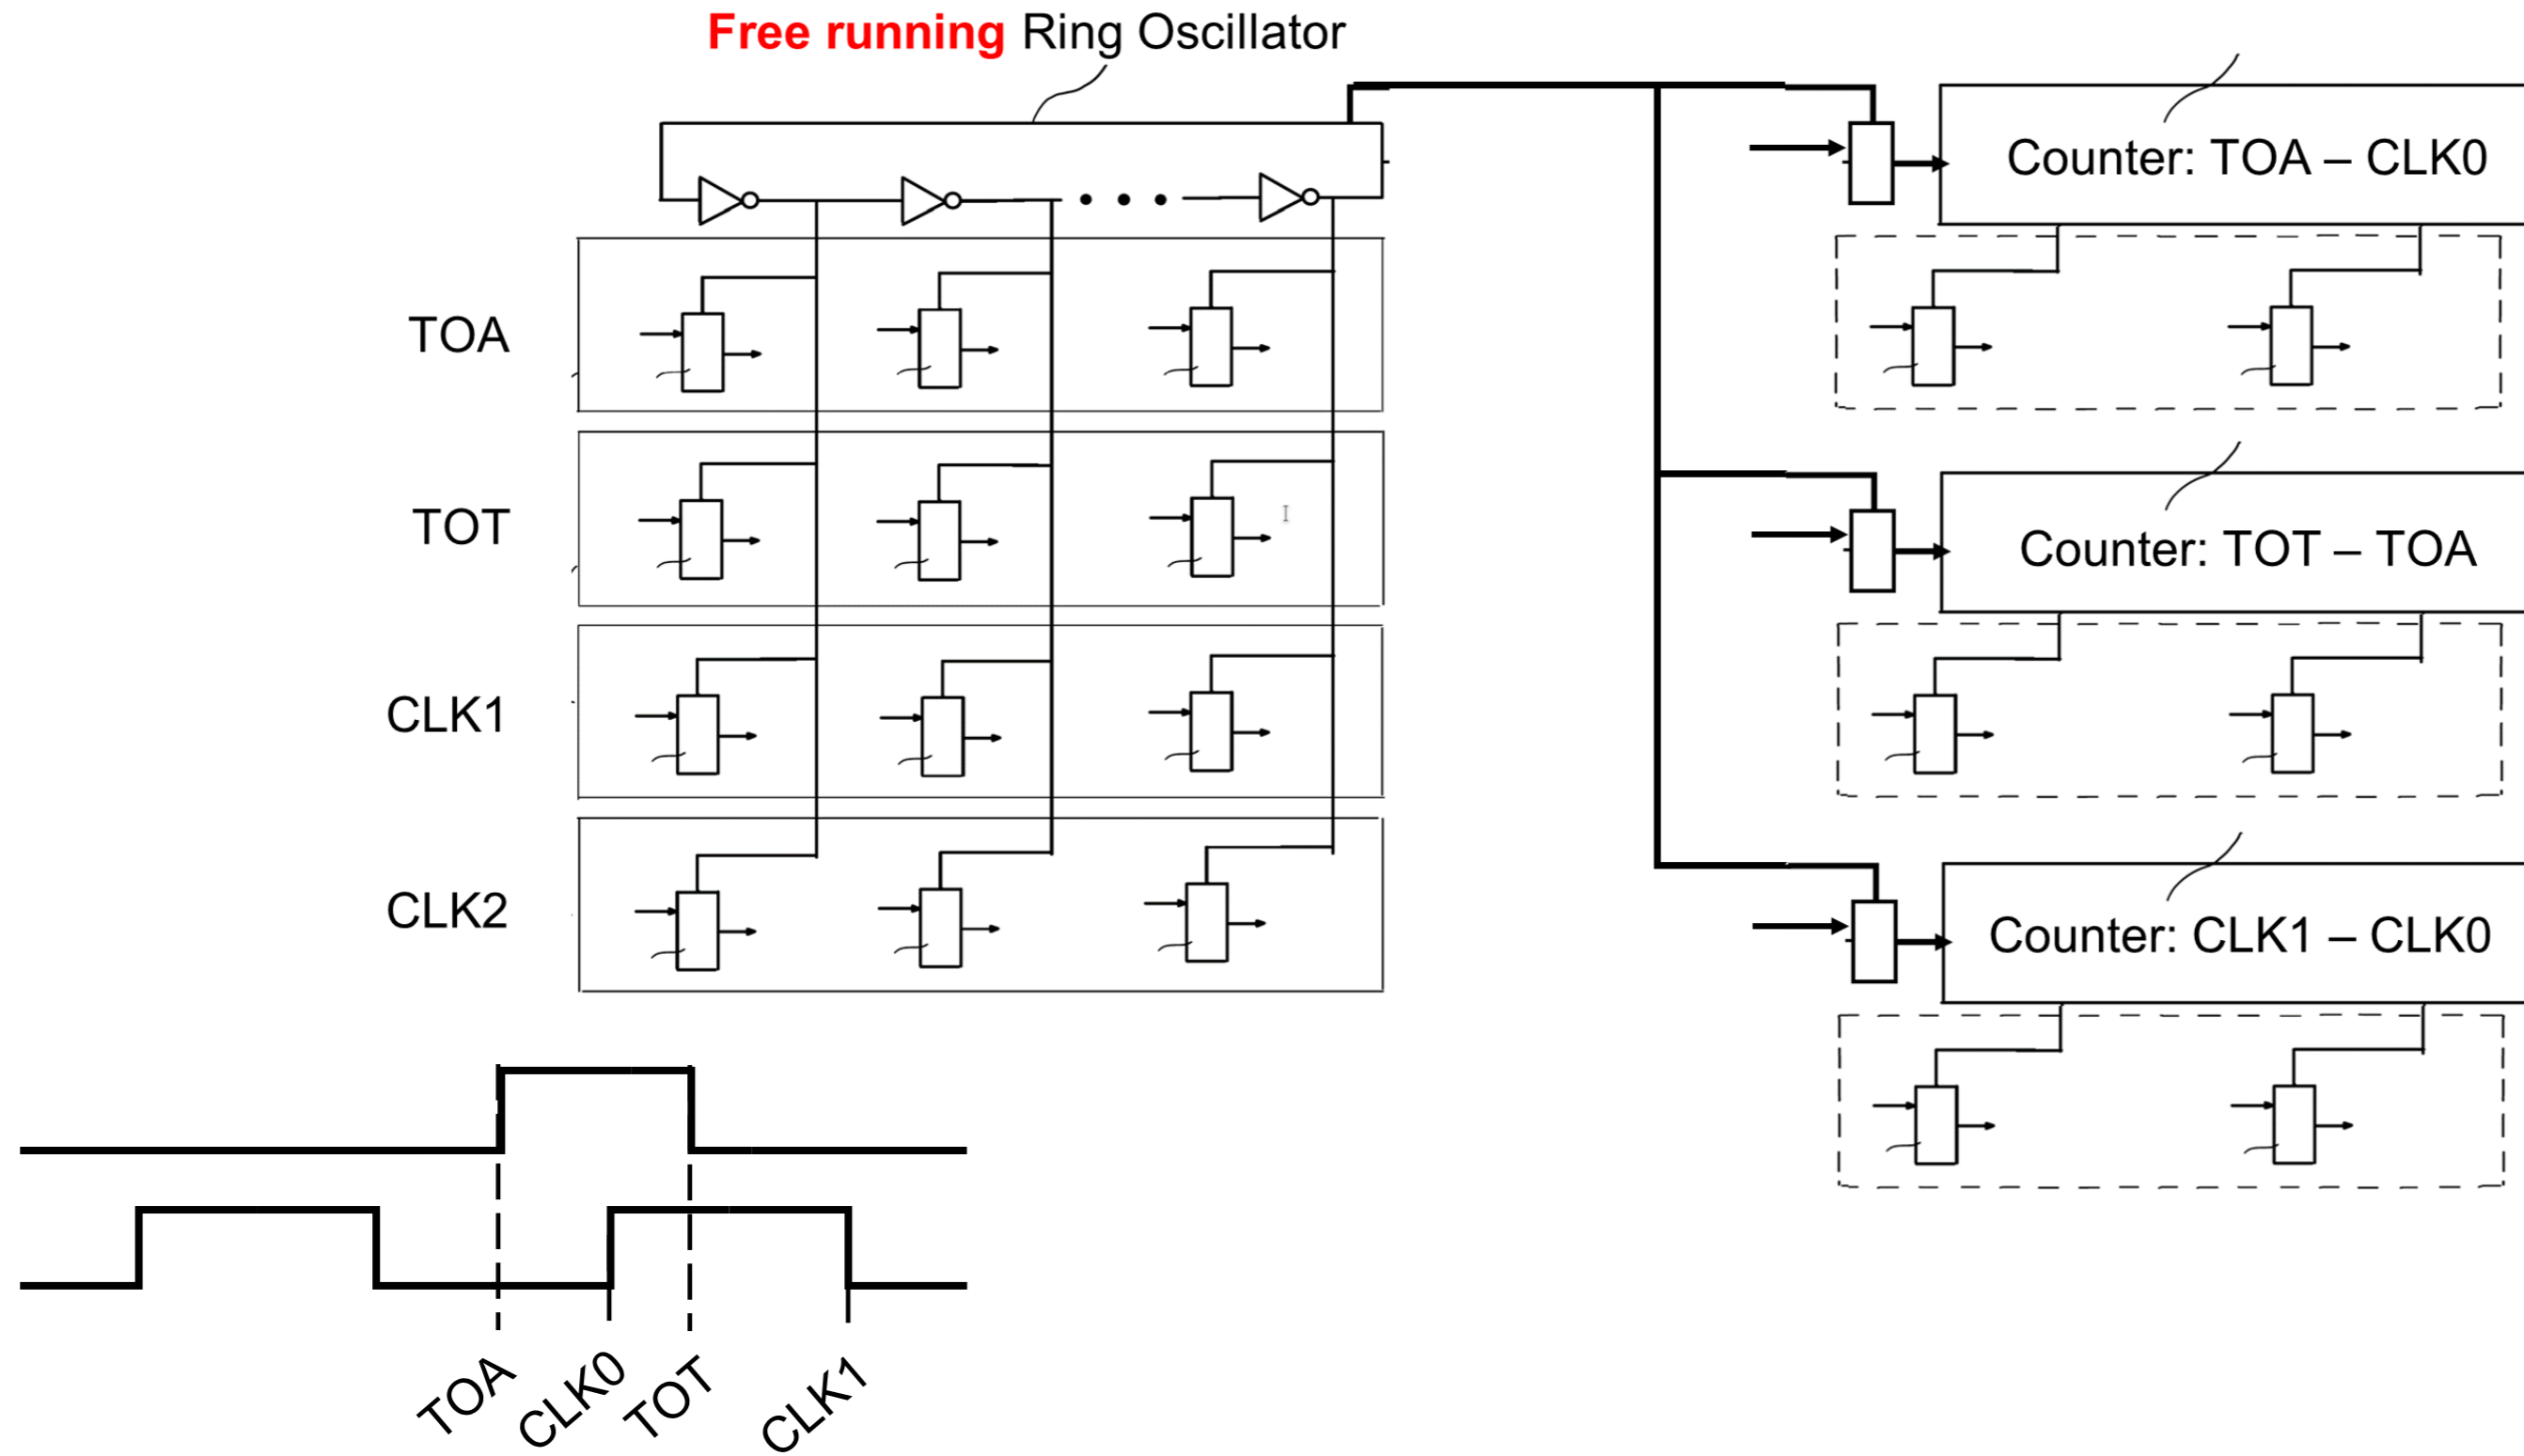 Free running Ring Oscillator
Counter: TOA – CLK0
TOA
TOT
Counter: TOT – TOA
CLK1
CLK2
Counter: CLK1 – CLK0
TOA
CLK0
TOT
CLK1